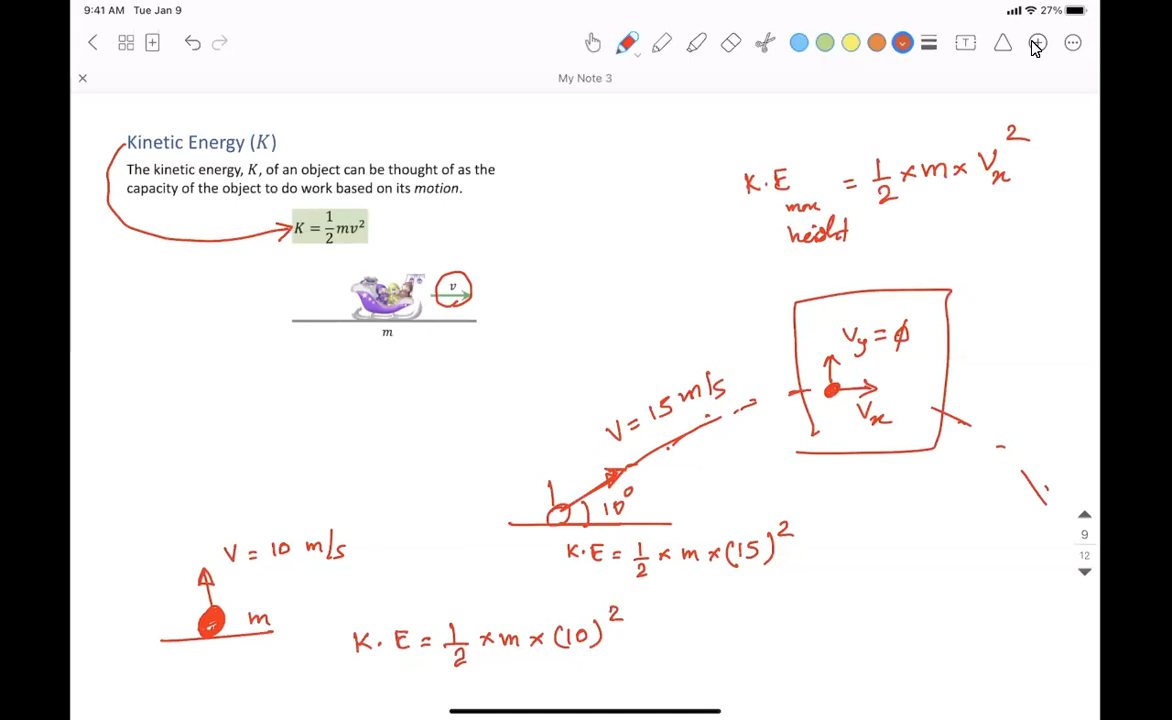 9:41 AM Tue Jan 9
27%
T
My Note 3
Kinetic Energy (K)
The kinetic energy, K, of an object can be thought of as the
capacity of the object to do work based on its motion.
K = 1/2 mv²
v
m
K.E max height = 1/2 × m × Vx²
Vy = ϕ
Vx
V = 15 m/s
10°
K.E = 1/2 × m × (15)²
V = 10 m/s
m
K.E = 1/2 × m × (10)²
9
12